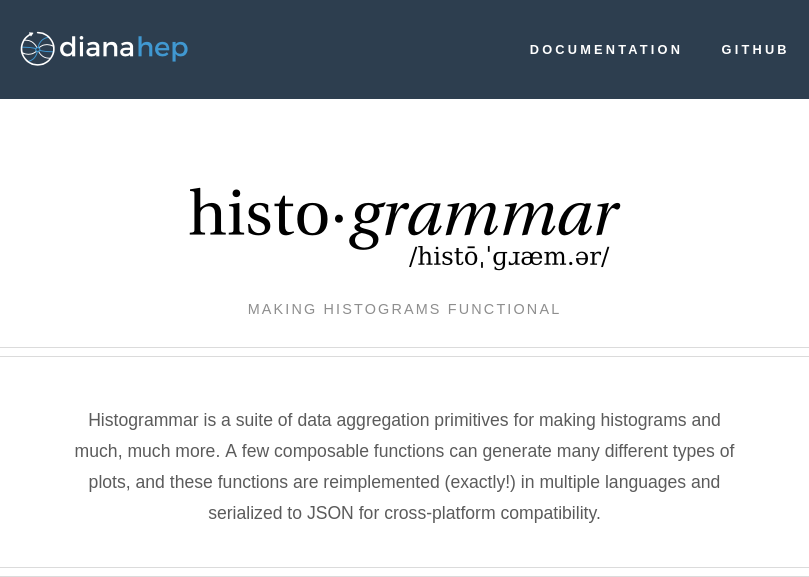 dianahep
DOCUMENTATION
GITHUB
histo·grammar
/histō͵ˈɡɹæm.ər/
MAKING HISTOGRAMS FUNCTIONAL
Histogrammar is a suite of data aggregation primitives for making histograms and
much, much more. A few composable functions can generate many different types of
plots, and these functions are reimplemented (exactly!) in multiple languages and
serialized to JSON for cross-platform compatibility.